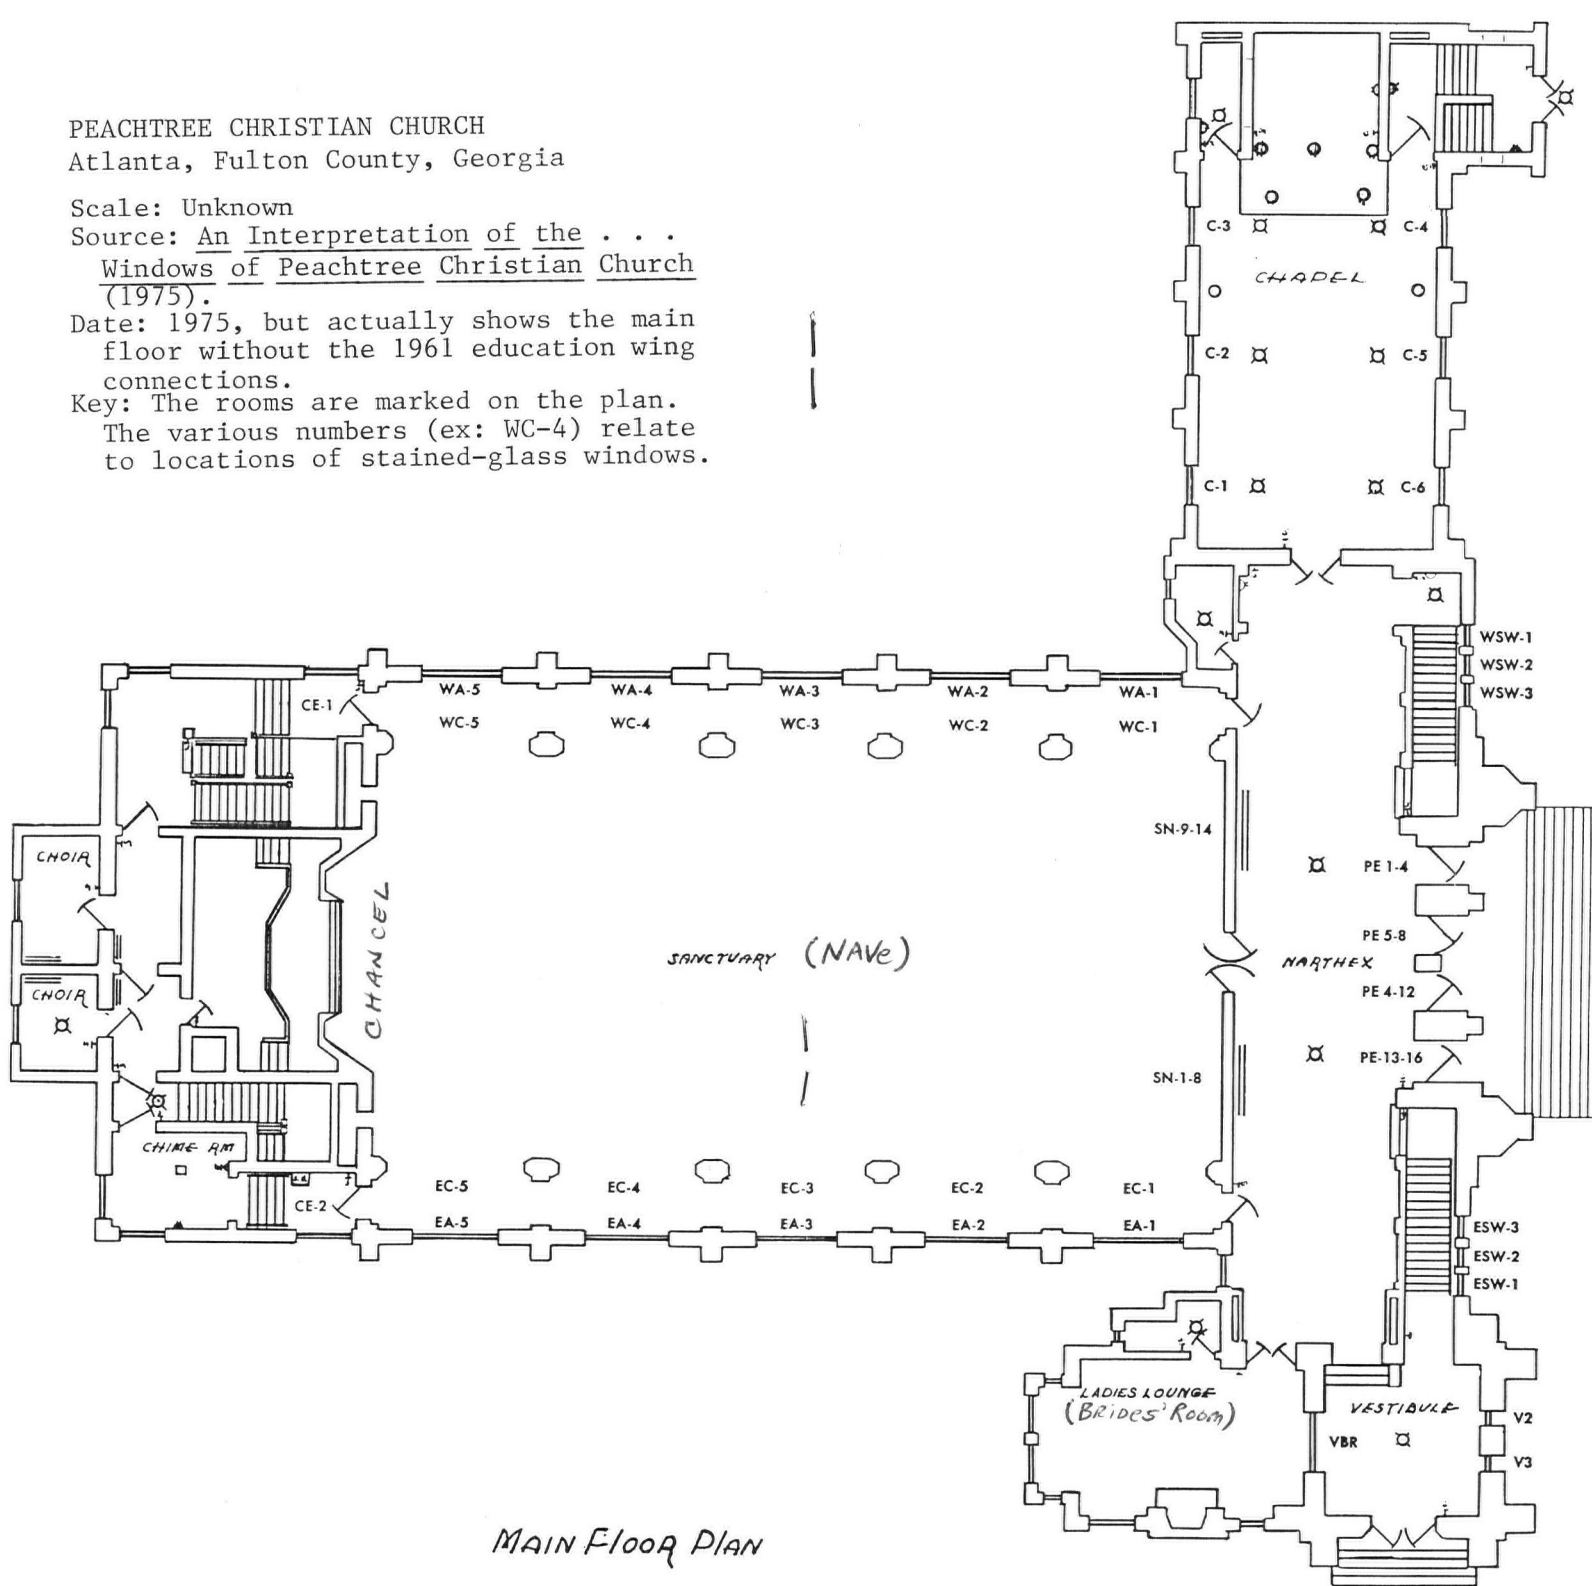 PEACHTREE CHRISTIAN CHURCH
Atlanta, Fulton County, Georgia
Scale: Unknown
Source: An Interpretation of the . . .
Windows of Peachtree Christian Church
(1975).
Date: 1975, but actually shows the main
floor without the 1961 education wing
connections.
Key: The rooms are marked on the plan.
The various numbers (ex: WC-4) relate
to locations of stained-glass windows.
C-3
C-4
CHAPEL
C-2
C-5
C-1
C-6
WSW-1
WSW-2
WSW-3
CE-1
WA-5
WA-4
WA-3
WA-2
WA-1
WC-5
WC-4
WC-3
WC-2
WC-1
SN-9-14
CHOIR
PE 1-4
CHANCEL
PE 5-8
SANCTUARY (NAVe)
NARTHEX
CHOIR
PE 4-12
PE-13-16
SN-1-8
CHIME RM
EC-5
EC-4
EC-3
EC-2
EC-1
CE-2
EA-5
EA-4
EA-3
EA-2
EA-1
ESW-3
ESW-2
ESW-1
LADIES LOUNGE
(BRIDES' ROOM)
VESTIBULE
V2
VBR
V3
MAIN FLOOR PLAN